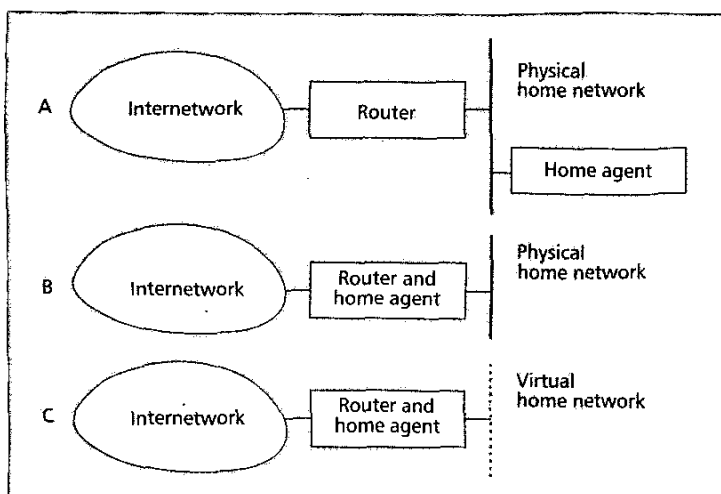 A
Internetwork
Router
Physical
home network
Home agent
B
Internetwork
Router and
home agent
Physical
home network
C
Internetwork
Router and
home agent
Virtual
home network